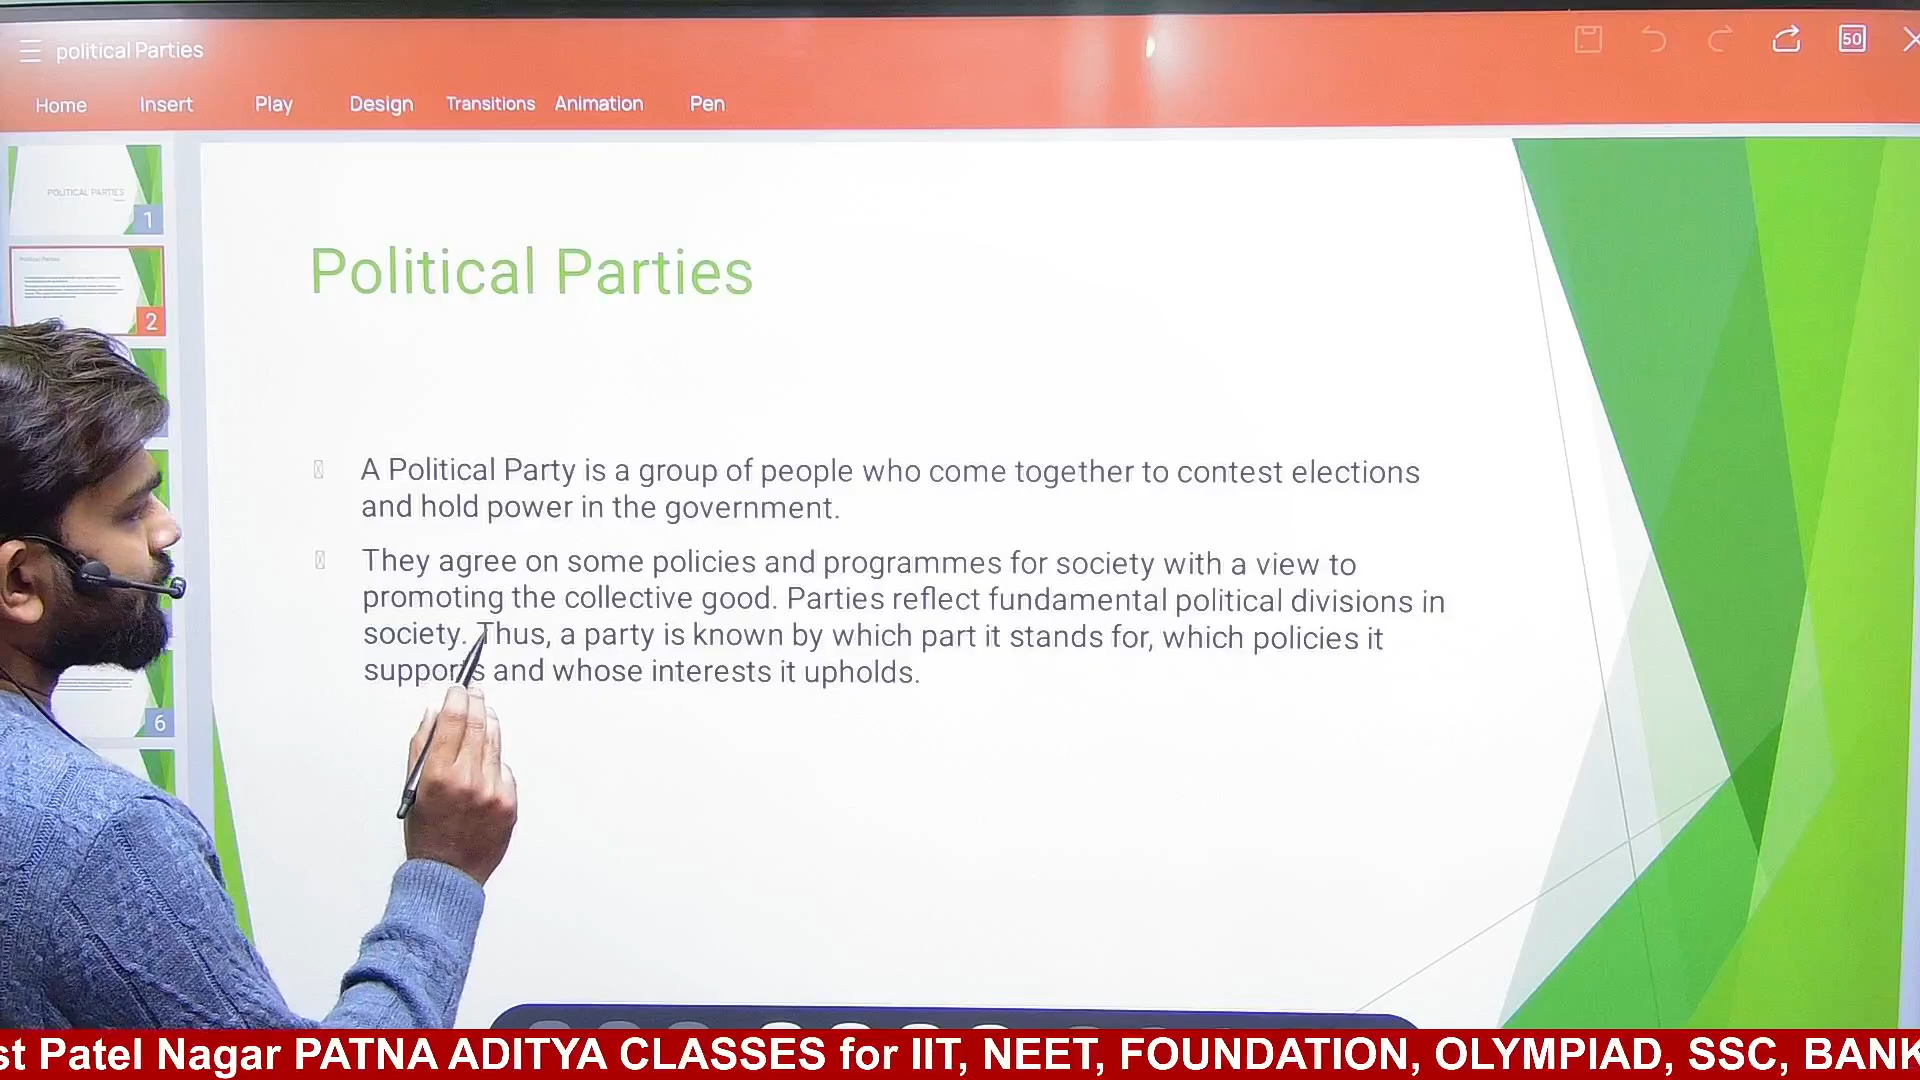 political Parties
50
Home Insert Play Design Transitions Animation Pen
POLITICAL PARTIES
1
Political Parties
2
6
Political Parties
A Political Party is a group of people who come together to contest elections
and hold power in the government.
They agree on some policies and programmes for society with a view to
promoting the collective good. Parties reflect fundamental political divisions in
society. Thus, a party is known by which part it stands for, which policies it
supports and whose interests it upholds.
st Patel Nagar PATNA ADITYA CLASSES for IIT, NEET, FOUNDATION, OLYMPIAD, SSC, BANK